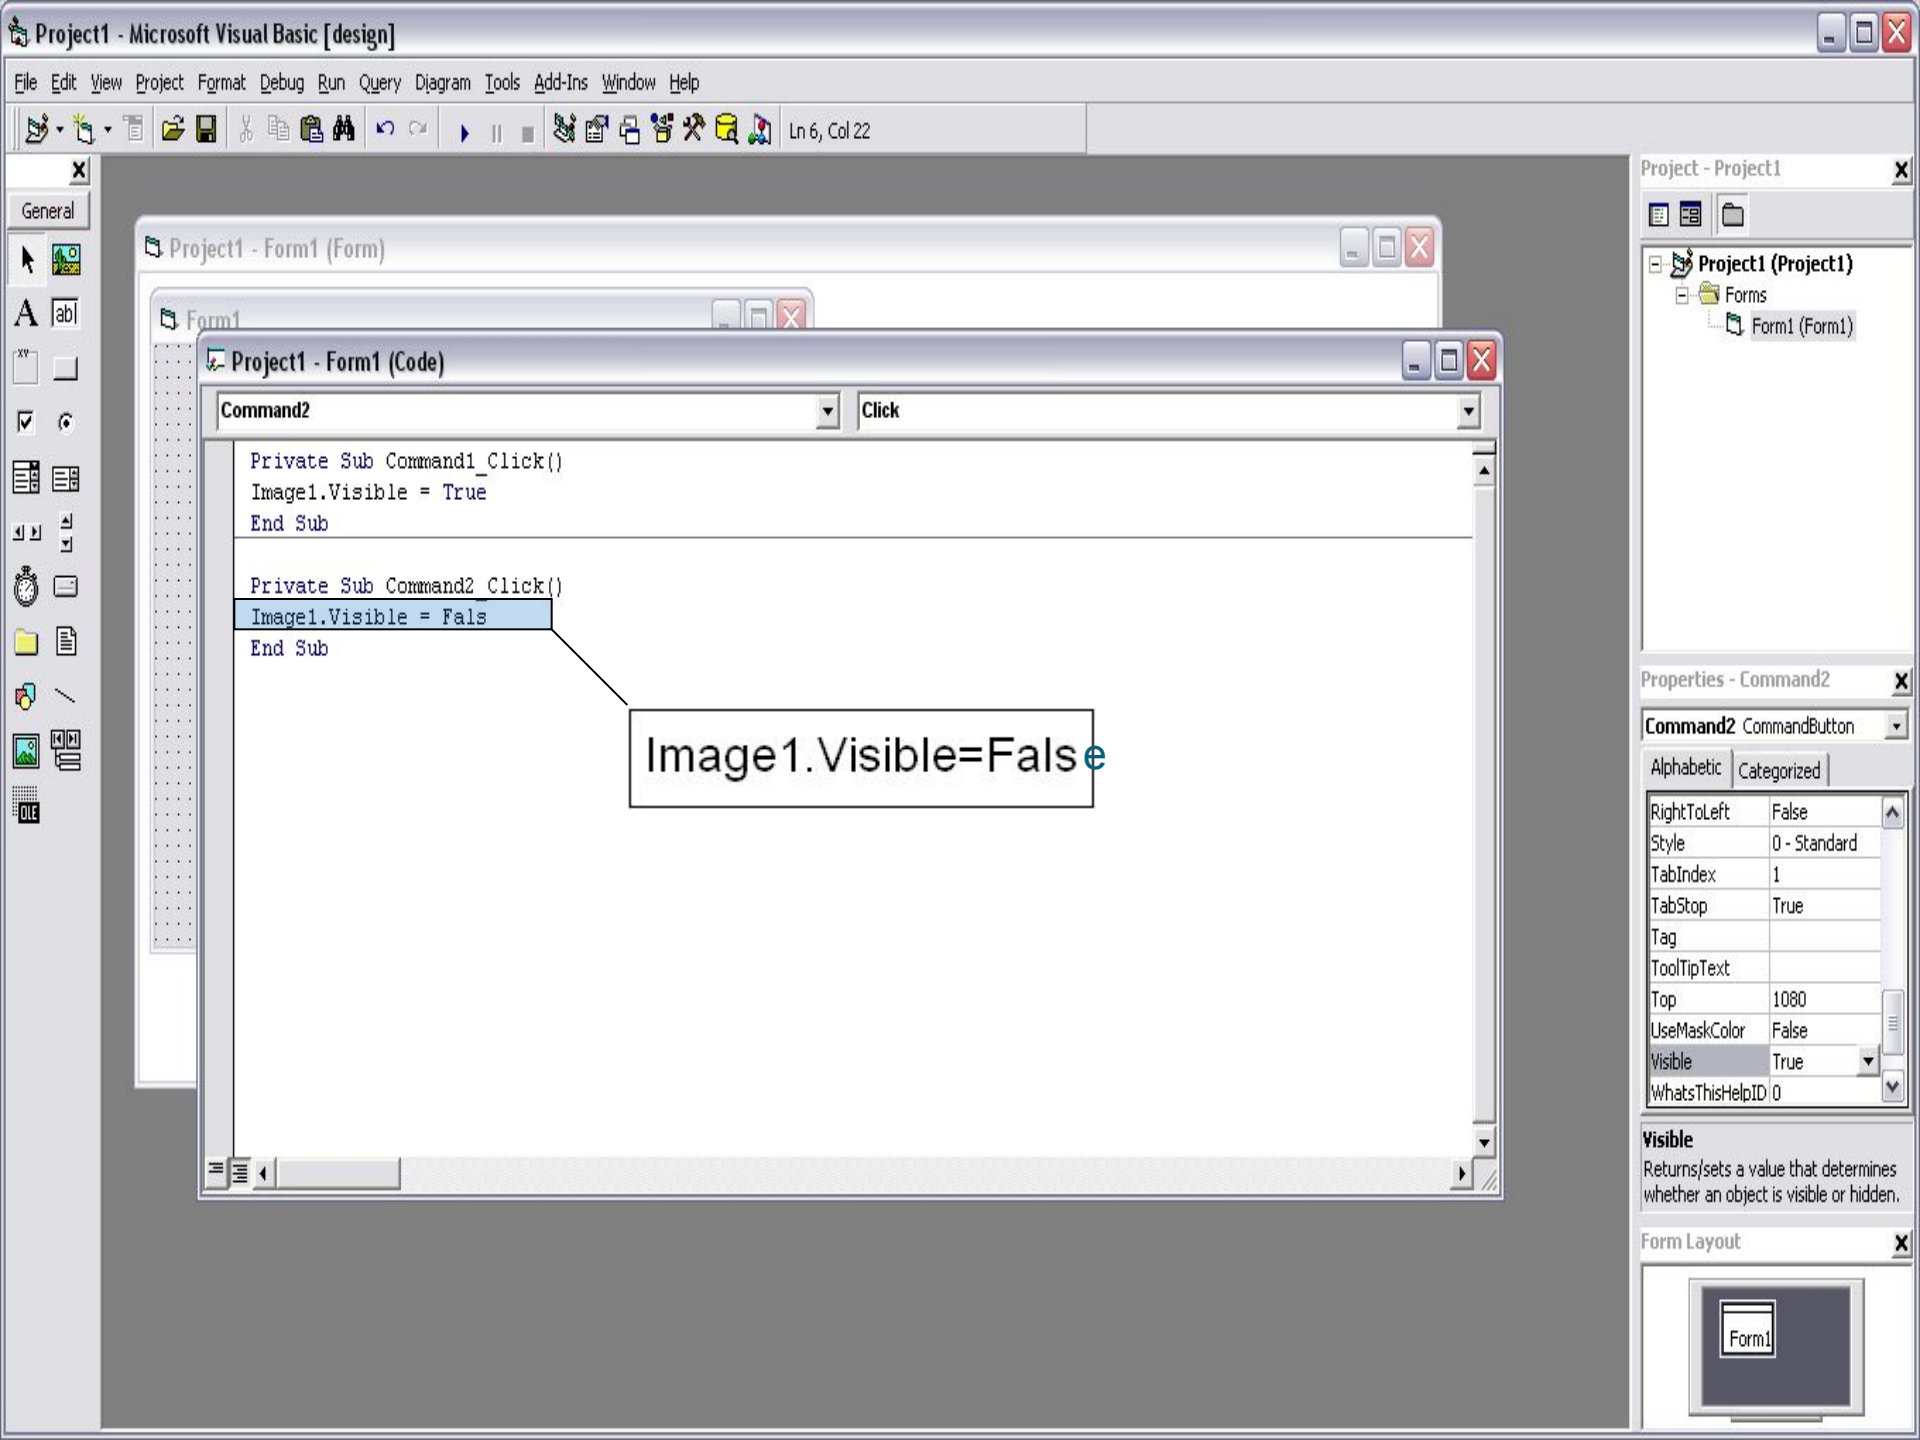 Project1 - Microsoft Visual Basic [design]
File Edit View Project Format Debug Run Query Diagram Tools Add-Ins Window Help
Ln 6, Col 22
General
A
ab
XY
OLE
Project1 - Form1 (Form)
Form1
Project1 - Form1 (Code)
Command2
Click
Private Sub Command1_Click()
Image1.Visible = True
End Sub
Private Sub Command2_Click()
Image1.Visible = Fals
End Sub
Image1.Visible=False
Project - Project1
Project1 (Project1)
Forms
Form1 (Form1)
Properties - Command2
Command2 CommandButton
Alphabetic Categorized
RightToLeft False
Style 0 - Standard
TabIndex 1
TabStop True
Tag
ToolTipText
Top 1080
UseMaskColor False
Visible True
WhatsThisHelpID 0
Visible
Returns/sets a value that determines
whether an object is visible or hidden.
Form Layout
Form1